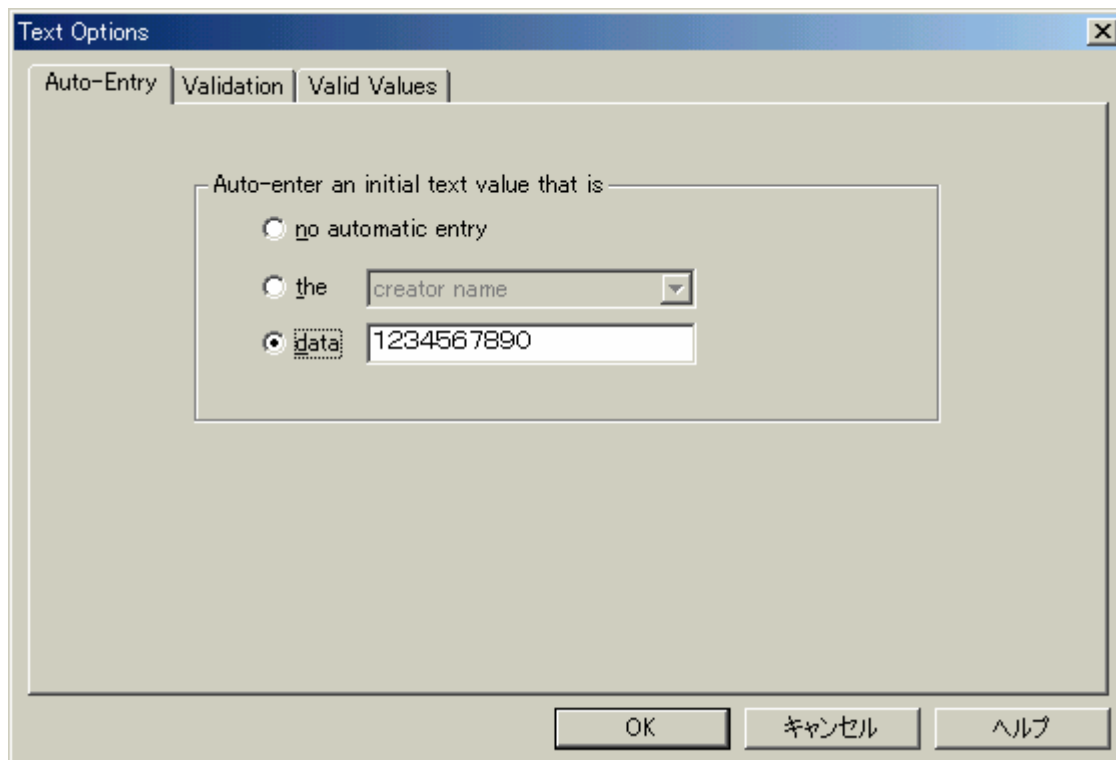 Text Options
Auto-Entry Validation Valid Values
Auto-enter an initial text value that is
no automatic entry
the creator name
data 1234567890
OK キャンセル ヘルプ